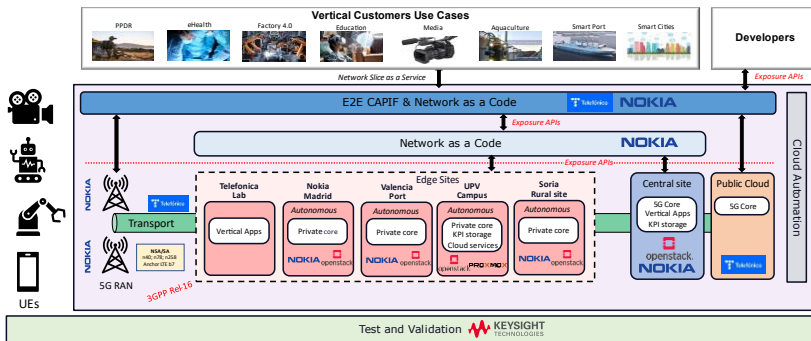 Vertical Customers Use Cases
PPDR
eHealth
Factory 4.0
Education
Media
Aquaculture
Smart Port
Smart Cities
Developers
Network Slice as a Service
Exposure APIs
E2E CAPIF & Network as a Code
Telefónica
NOKIA
Exposure APIs
Network as a Code
NOKIA
Exposure APIs
Cloud Automation
Edge Sites
NOKIA
Telefónica
Transport
NOKIA
NSA/SA
n40; n78; n258
Anchor LTE b7
5G RAN
3GPP Rel-16
UEs
Telefonica
Lab
Vertical Apps
Nokia
Madrid
Autonomous
Private core
NOKIA
openstack.
Valencia
Port
Autonomous
Private core
NOKIA
openstack.
UPV
Campus
Autonomous
Private core
KPI storage
Cloud services
openstack.
PROXMOX
Soria
Rural site
Autonomous
Private core
NOKIA
openstack.
Central site
5G Core
Vertical Apps
KPI storage
openstack.
NOKIA
Public Cloud
5G Core
Telefónica
Test and Validation
KEYSIGHT
TECHNOLOGIES